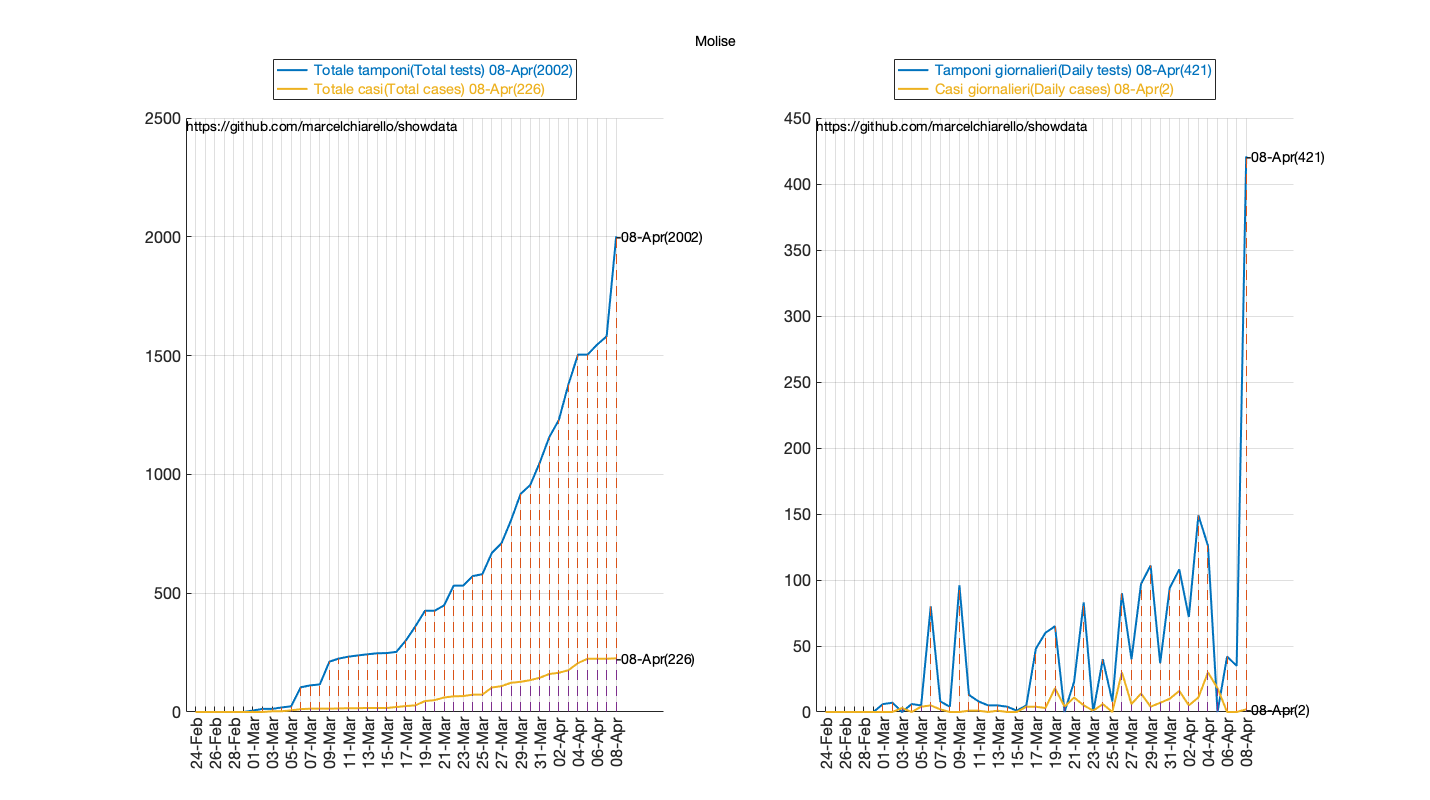 Molise
Totale tamponi(Total tests) 08-Apr(2002)
Totale casi(Total cases) 08-Apr(226)
2500
https://github.com/marcelchiarello/showdata
2000
08-Apr(2002)
1500
1000
500
08-Apr(226)
0
24-Feb
26-Feb
28-Feb
01-Mar
03-Mar
05-Mar
07-Mar
09-Mar
11-Mar
13-Mar
15-Mar
17-Mar
19-Mar
21-Mar
23-Mar
25-Mar
27-Mar
29-Mar
31-Mar
02-Apr
04-Apr
06-Apr
08-Apr
Tamponi giornalieri(Daily tests) 08-Apr(421)
Casi giornalieri(Daily cases) 08-Apr(2)
450
https://github.com/marcelchiarello/showdata
08-Apr(421)
400
350
300
250
200
150
100
50
0
08-Apr(2)
24-Feb
26-Feb
28-Feb
01-Mar
03-Mar
05-Mar
07-Mar
09-Mar
11-Mar
13-Mar
15-Mar
17-Mar
19-Mar
21-Mar
23-Mar
25-Mar
27-Mar
29-Mar
31-Mar
02-Apr
04-Apr
06-Apr
08-Apr